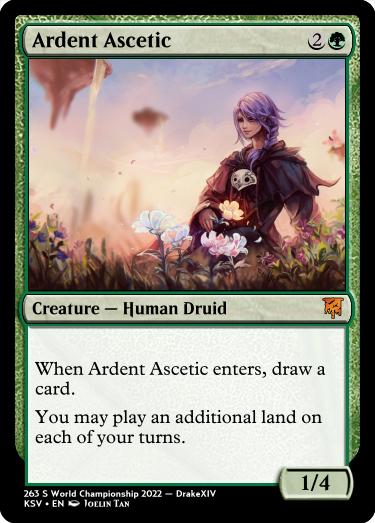 Ardent Ascetic 2
Creature — Human Druid
When Ardent Ascetic enters, draw a
card.
You may play an additional land on
each of your turns.
1/4
263 S World Championship 2022 — DrakeXIV
KSV • EN Joelin Tan